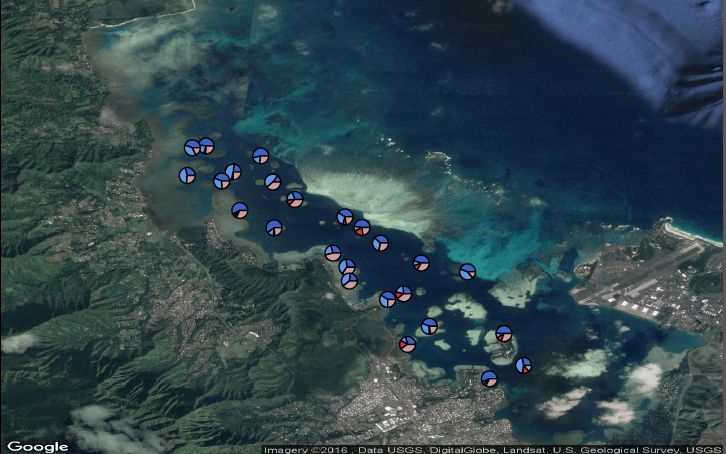 Google
Imagery ©2016 , Data USGS, DigitalGlobe, Landsat, U.S. Geological Survey, USGS